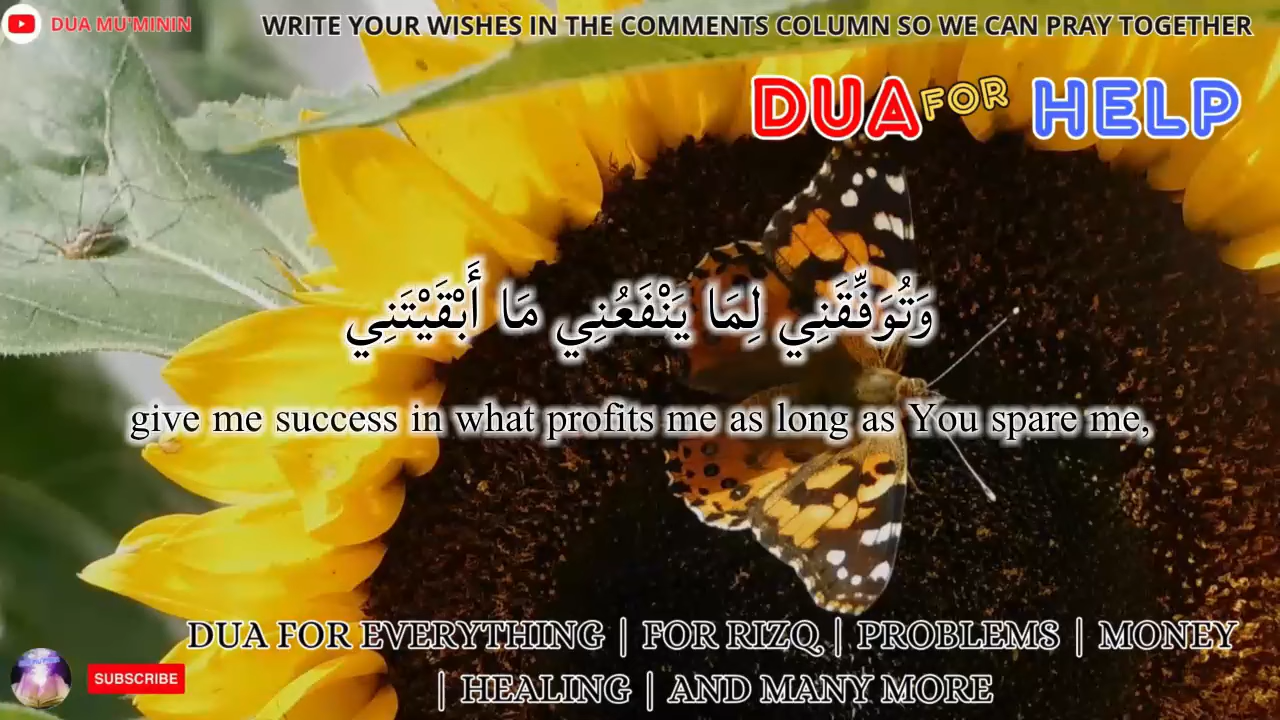 DUA MU'MININ
WRITE YOUR WISHES IN THE COMMENTS COLUMN SO WE CAN PRAY TOGETHER
DUA FOR HELP
وَتُوَفِّقَنِي لِمَا يَنْفَعُنِي مَا أَبْقَيْتَنِي
give me success in what profits me as long as You spare me,
DUA FOR EVERYTHING | FOR RIZQ | PROBLEMS | MONEY
| HEALING | AND MANY MORE
SUBSCRIBE